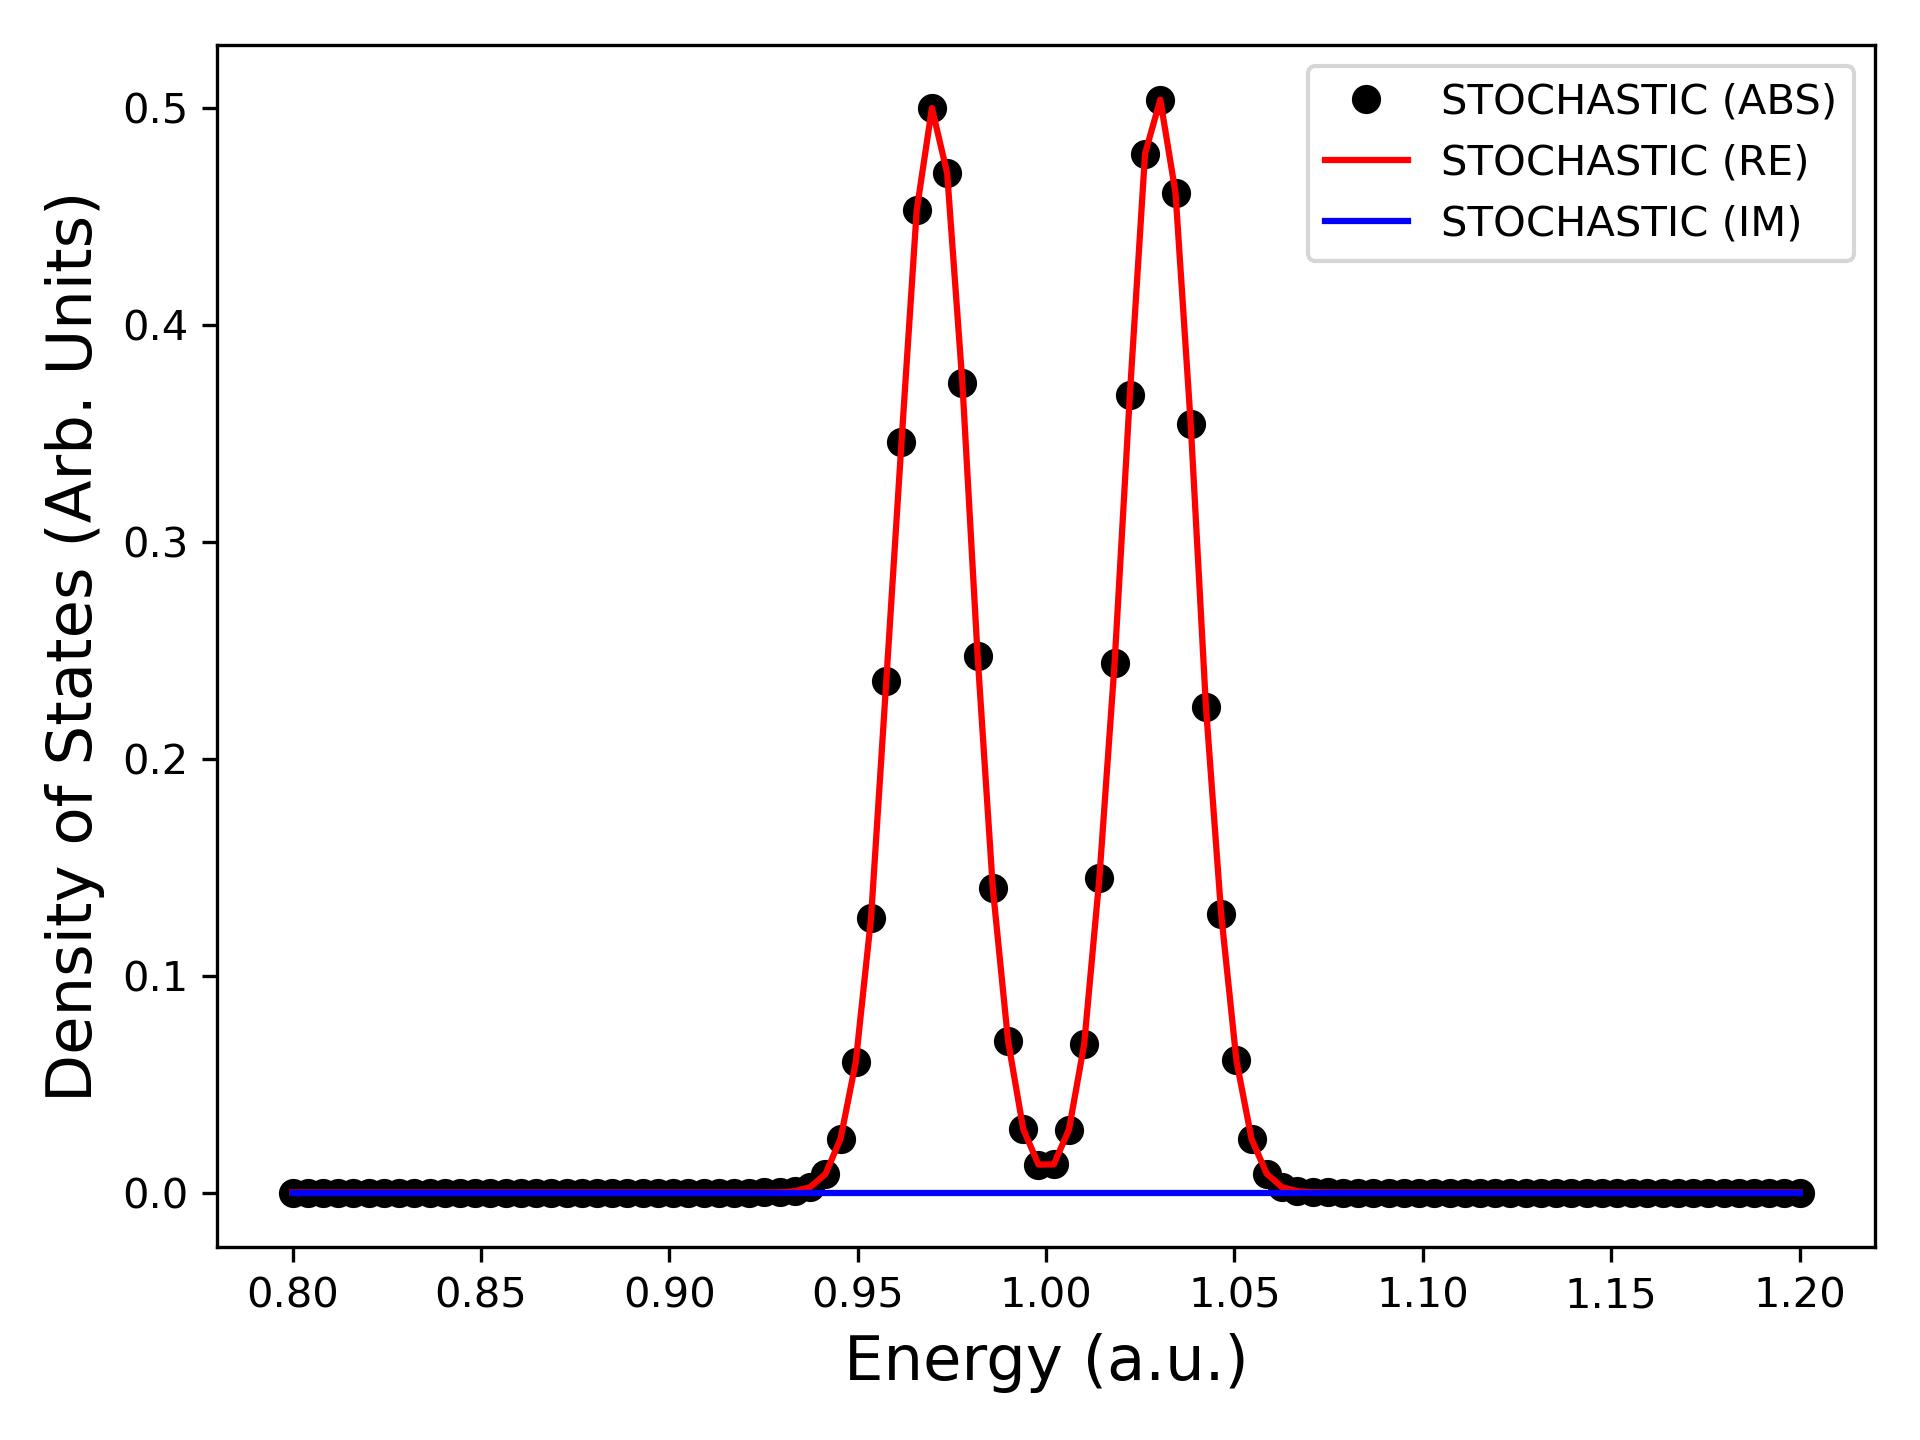 STOCHASTIC (ABS)
STOCHASTIC (RE)
STOCHASTIC (IM)
Density of States (Arb. Units)
0.5
0.4
0.3
0.2
0.1
0.0
0.80 0.85 0.90 0.95 1.00 1.05 1.10 1.15 1.20
Energy (a.u.)